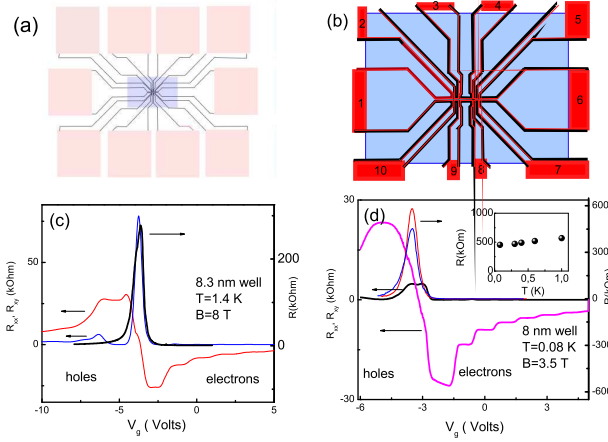 (a)
(b)
3
4
2
5
1
6
10
9
8
7
(c)
50
25
0
R_xx, R_xy (kOhm)
8.3 nm well
T=1.4 K
B=8 T
200
0
R(kOhm)
holes
electrons
-10
-5
0
5
V_g ( Volts)
(d)
30
0
-30
R_xx, R_xy (kOhm)
1000
500
0
R(kOm)
0.0
0.5
1.0
T (K)
600
300
0
-300
-600
R(kOhm)
8 nm well
T=0.08 K
B=3.5 T
holes
electrons
-6
-3
0
3
V_g ( Volts)